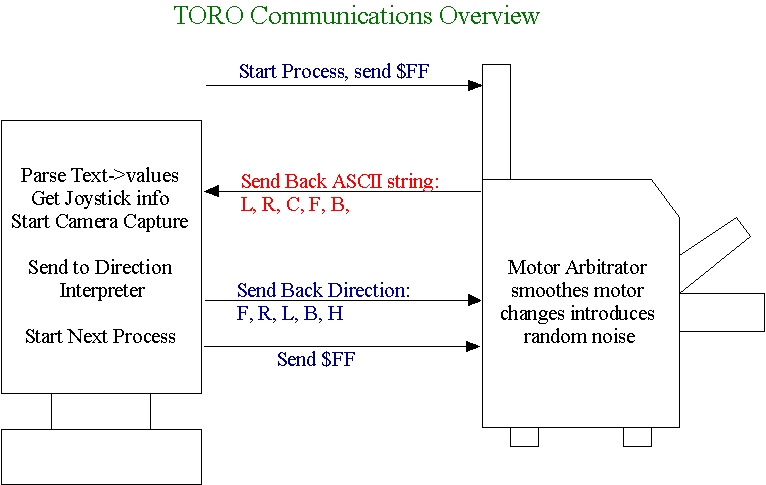 TORO Communications Overview
Start Process, send $FF
Parse Text->values
Get Joystick info
Start Camera Capture
Send to Direction
Interpreter
Start Next Process
Send Back ASCII string:
L, R, C, F, B,
Send Back Direction:
F, R, L, B, H
Send $FF
Motor Arbitrator
smoothes motor
changes introduces
random noise